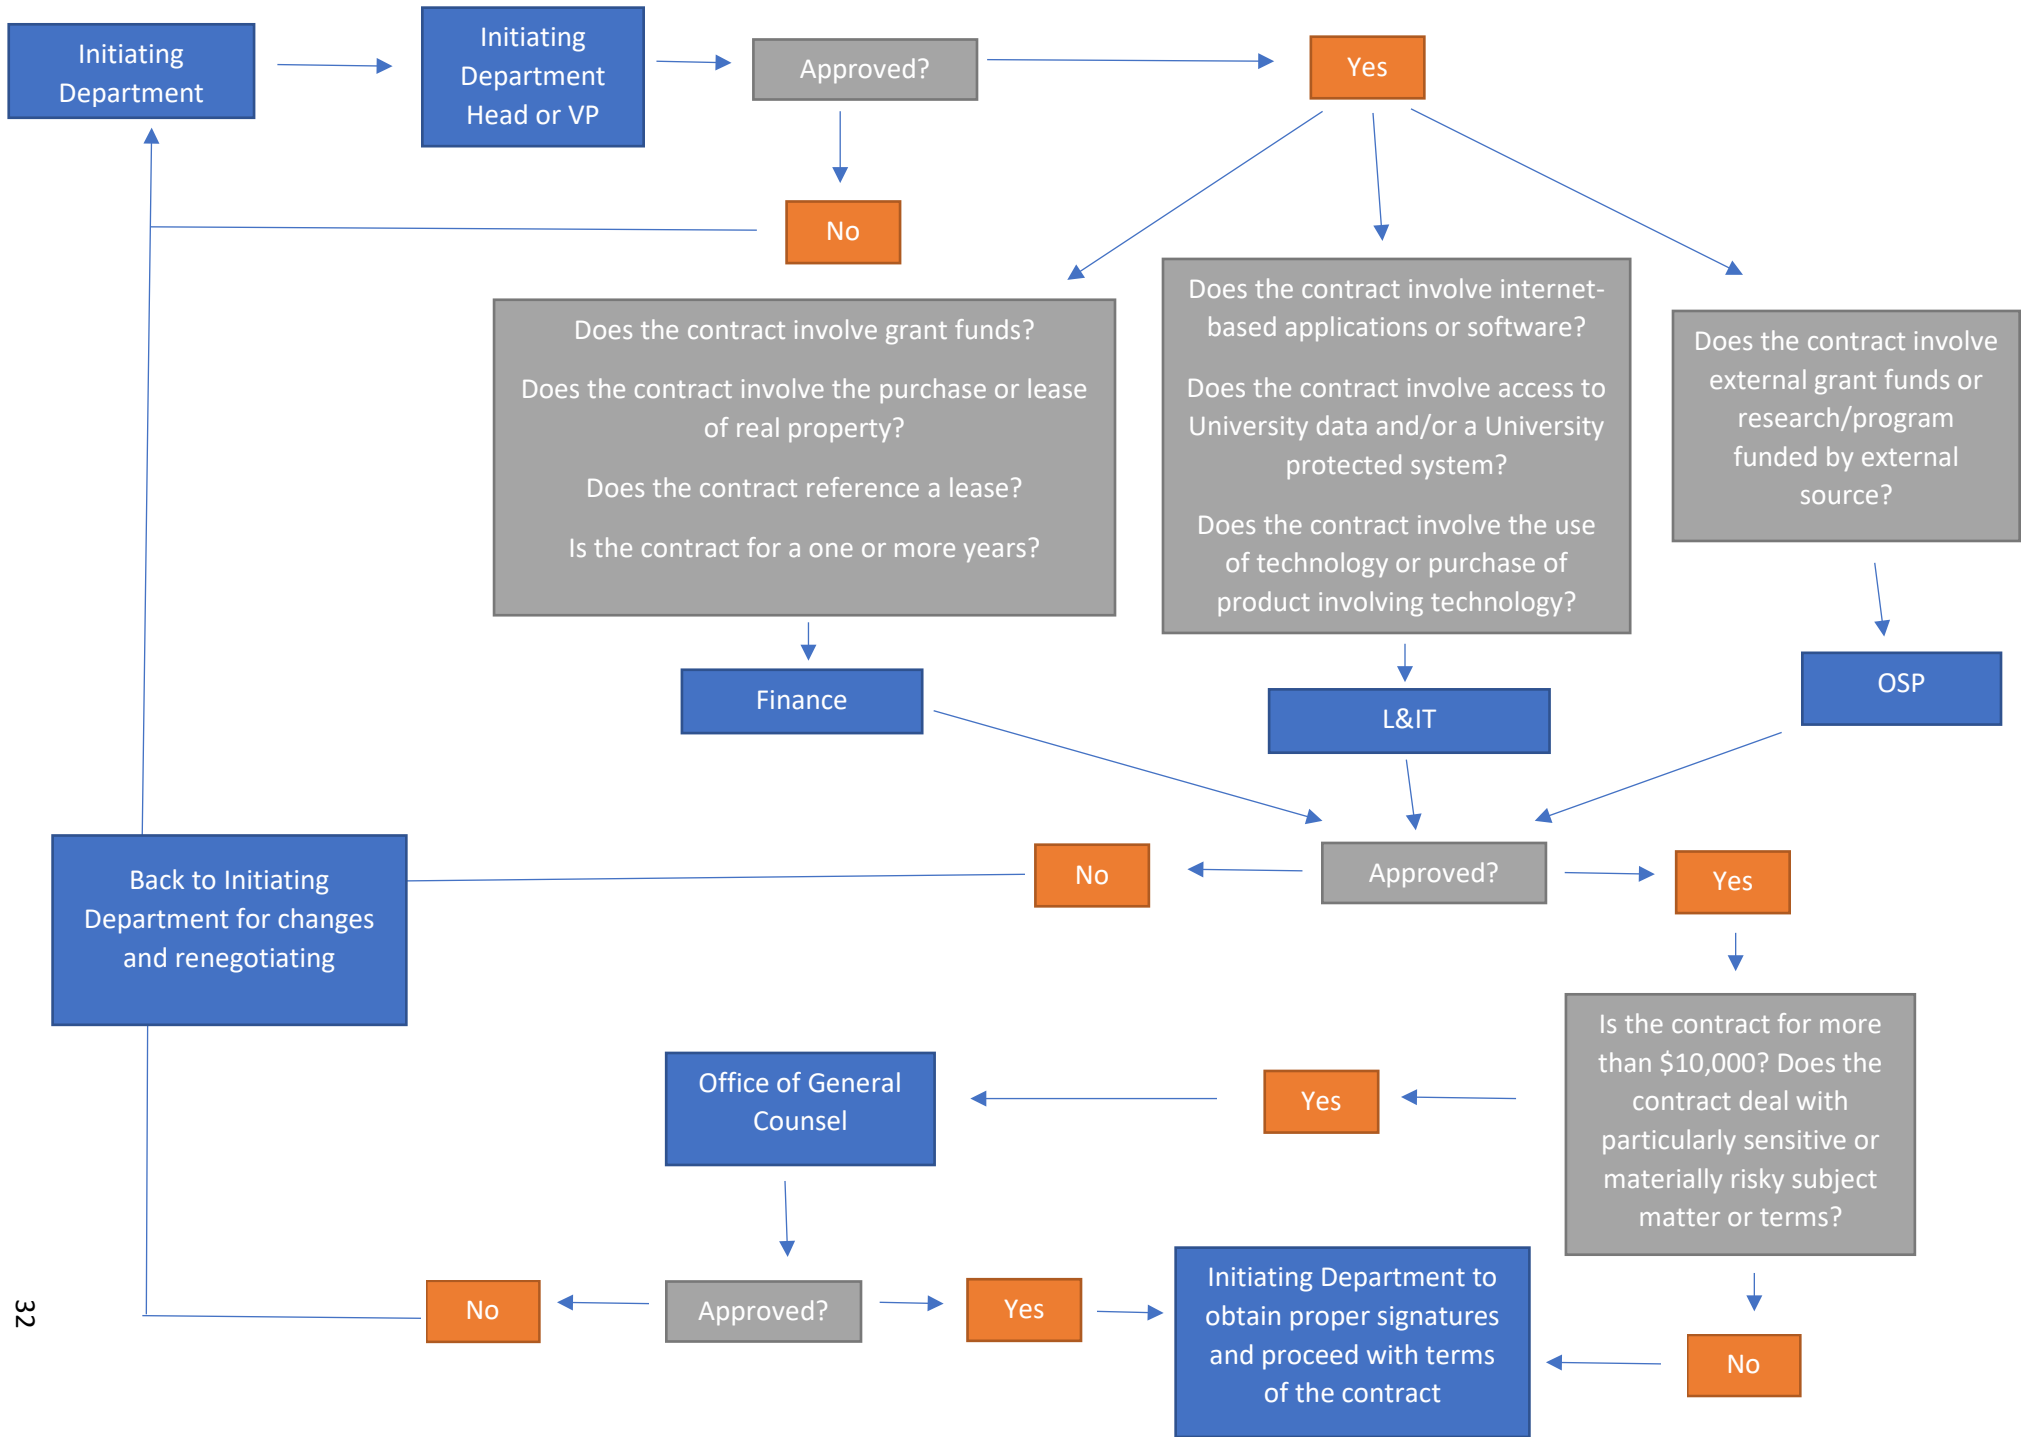 Initiating
Department
Initiating
Department
Head or VP
Approved?
Yes
No
Does the contract involve grant funds?
Does the contract involve the purchase or lease
of real property?
Does the contract reference a lease?
Is the contract for a one or more years?
Does the contract involve internet-
based applications or software?
Does the contract involve access to
University data and/or a University
protected system?
Does the contract involve the use
of technology or purchase of
product involving technology?
Does the contract involve
external grant funds or
research/program
funded by external
source?
Finance
L&IT
OSP
Back to Initiating
Department for changes
and renegotiating
No
Approved?
Yes
Is the contract for more
than $10,000? Does the
contract deal with
particularly sensitive or
materially risky subject
matter or terms?
Yes
Office of General
Counsel
No
Approved?
Yes
Initiating Department to
obtain proper signatures
and proceed with terms
of the contract
No
32